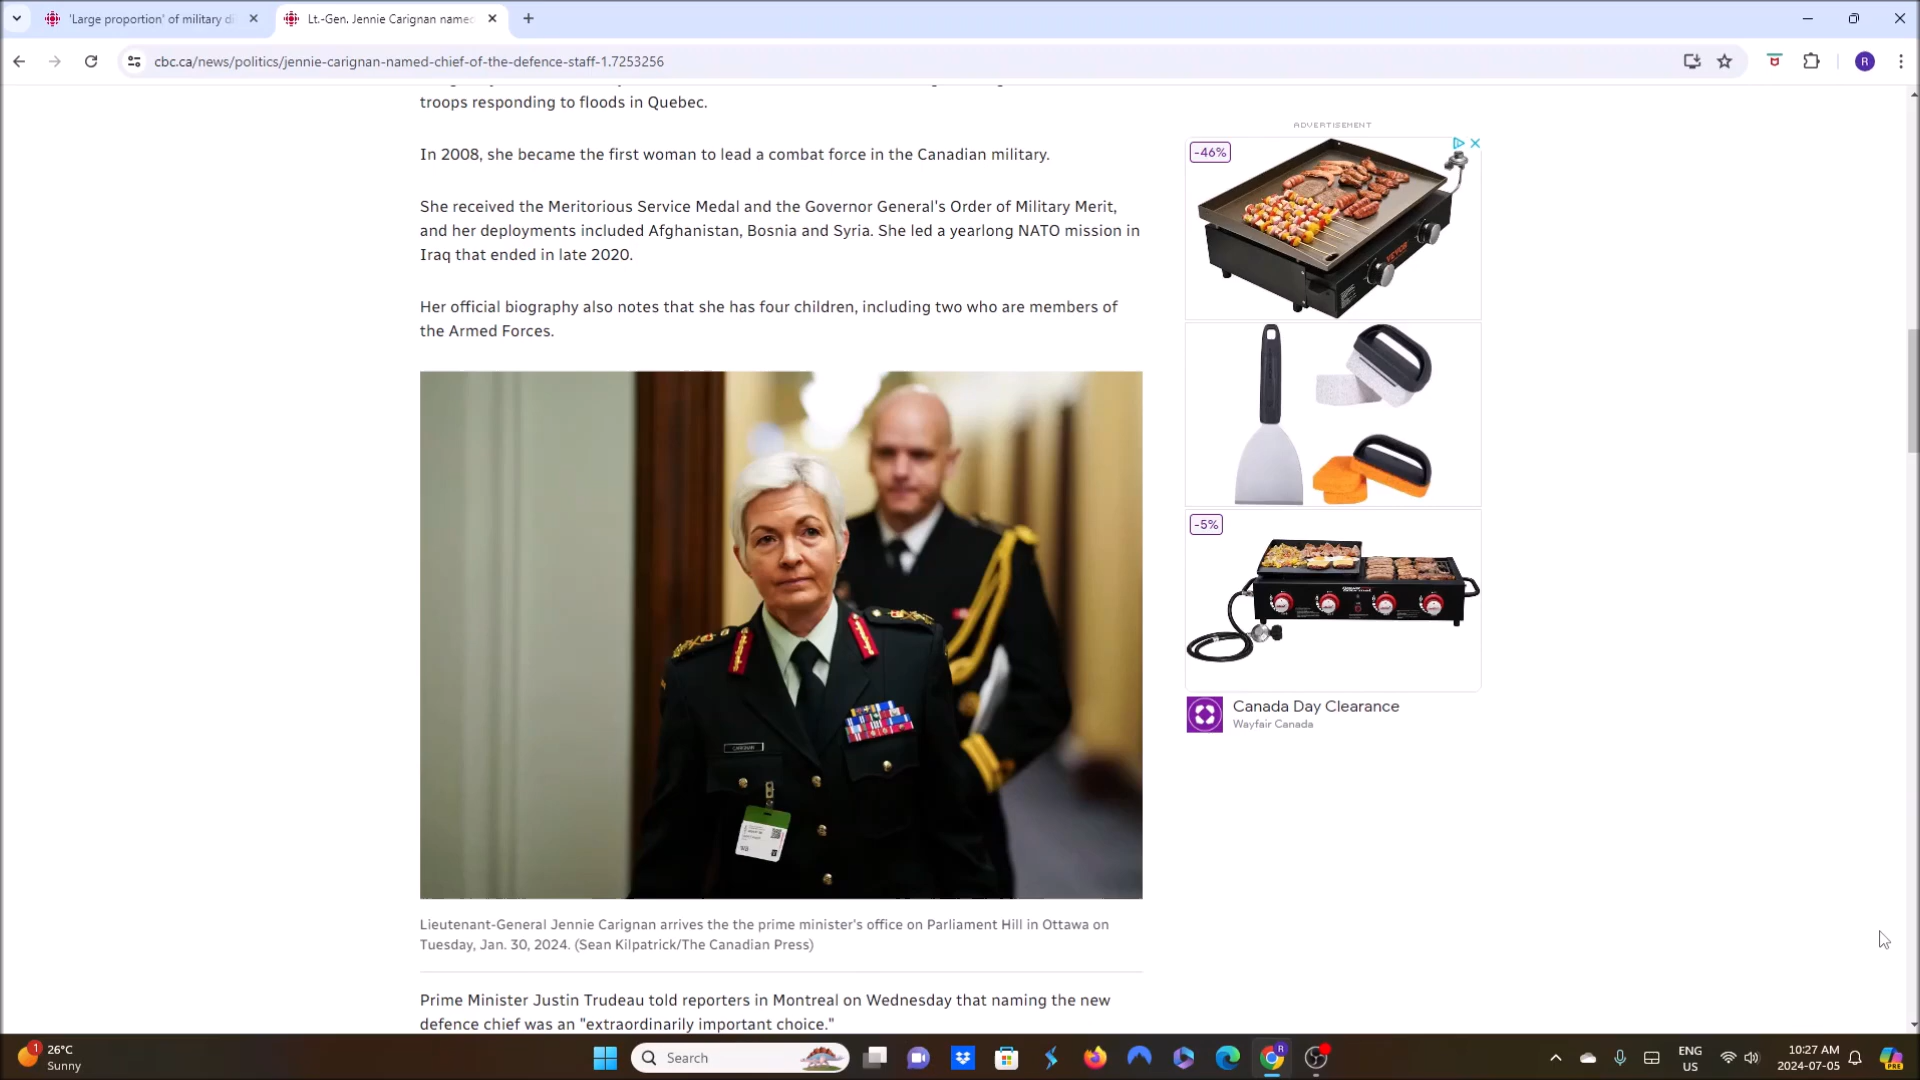 'Large proportion' of military di
Lt.-Gen. Jennie Carignan named
cbc.ca/news/politics/jennie-carignan-named-chief-of-the-defence-staff-1.7253256
R
troops responding to floods in Quebec.
In 2008, she became the first woman to lead a combat force in the Canadian military.
She received the Meritorious Service Medal and the Governor General's Order of Military Merit,
and her deployments included Afghanistan, Bosnia and Syria. She led a yearlong NATO mission in
Iraq that ended in late 2020.
Her official biography also notes that she has four children, including two who are members of
the Armed Forces.
ADVERTISEMENT
-46%
-5%
Canada Day Clearance
Wayfair Canada
CARIGNAN
Lieutenant-General Jennie Carignan arrives the the prime minister's office on Parliament Hill in Ottawa on
Tuesday, Jan. 30, 2024. (Sean Kilpatrick/The Canadian Press)
Prime Minister Justin Trudeau told reporters in Montreal on Wednesday that naming the new
defence chief was an "extraordinarily important choice."
1
26°C
Sunny
Search
R
ENG
US
10:27 AM
2024-07-05
PRE